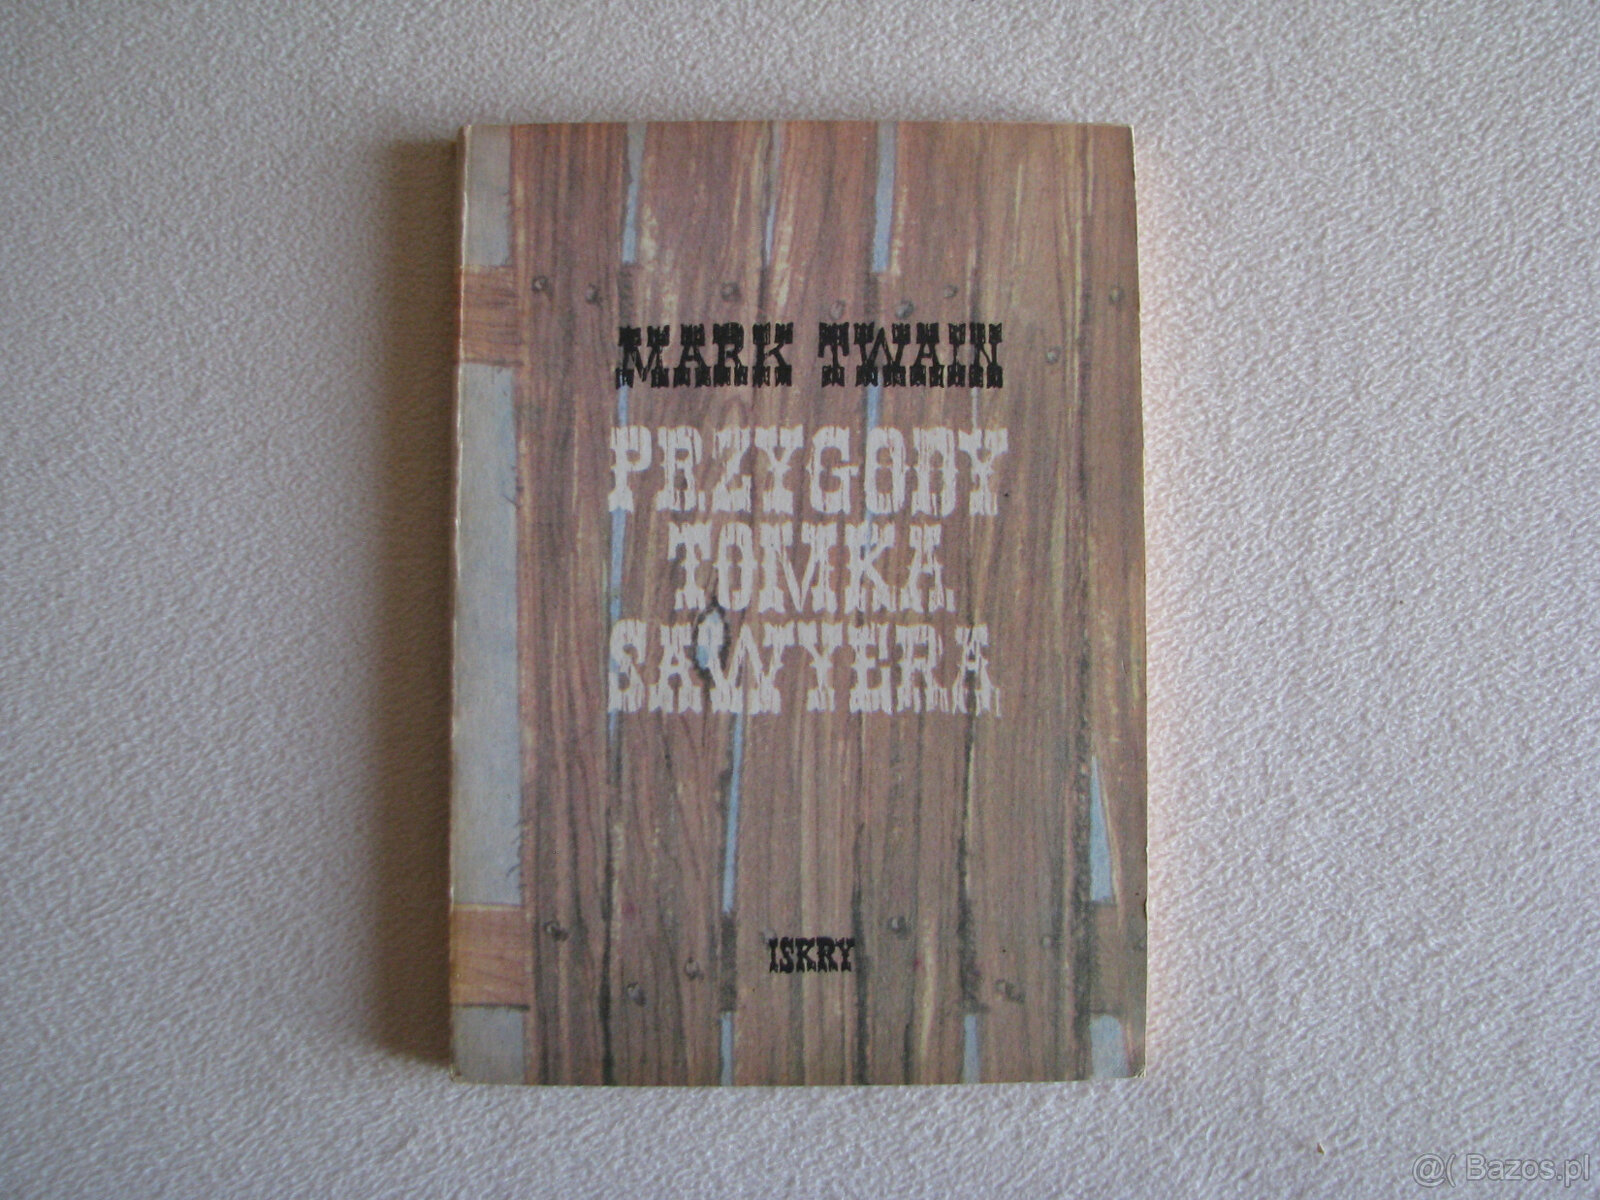 MARK TWAIN
PRZYGODY
TOMKA
SAWYERA
ISKRY
@( Bazos.pl